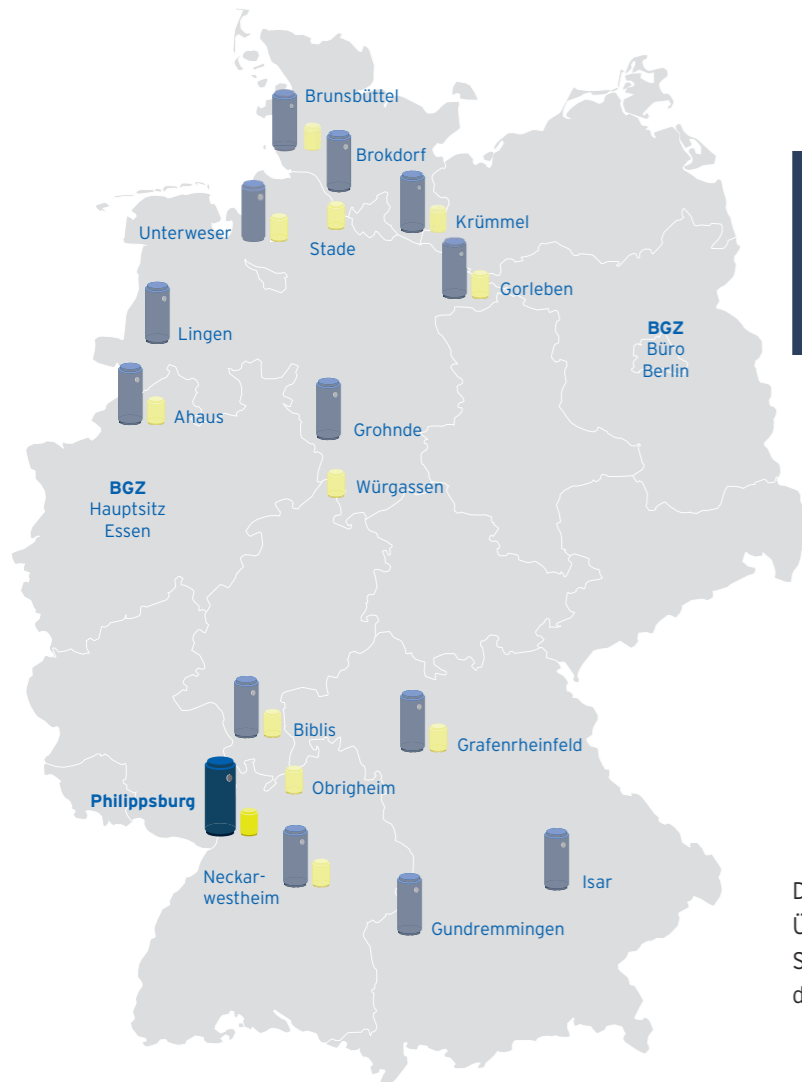 Brunsbüttel
Brokdorf
Krümmel
Unterweser
Stade
Gorleben
Lingen
BGZ
Büro
Berlin
Ahaus
Grohnde
BGZ
Hauptsitz
Essen
Würgassen
Biblis
Grafenrheinfeld
Obrigheim
Philippsburg
Neckar-
westheim
Isar
Gundremmingen
D
Ü
S
d